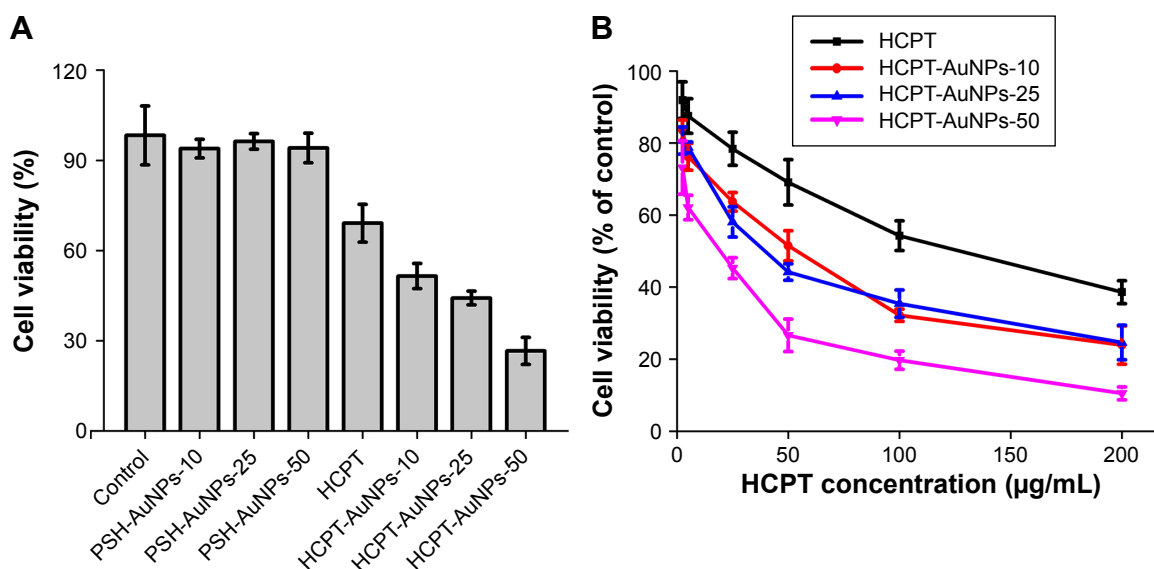 A
Cell viability (%)
120
90
60
30
0
Control
PSH-AuNPs-10
PSH-AuNPs-25
PSH-AuNPs-50
HCPT
HCPT-AuNPs-10
HCPT-AuNPs-25
HCPT-AuNPs-50
B
HCPT
HCPT-AuNPs-10
HCPT-AuNPs-25
HCPT-AuNPs-50
Cell viability (% of control)
100
80
60
40
20
0
0 50 100 150 200
HCPT concentration (µg/mL)